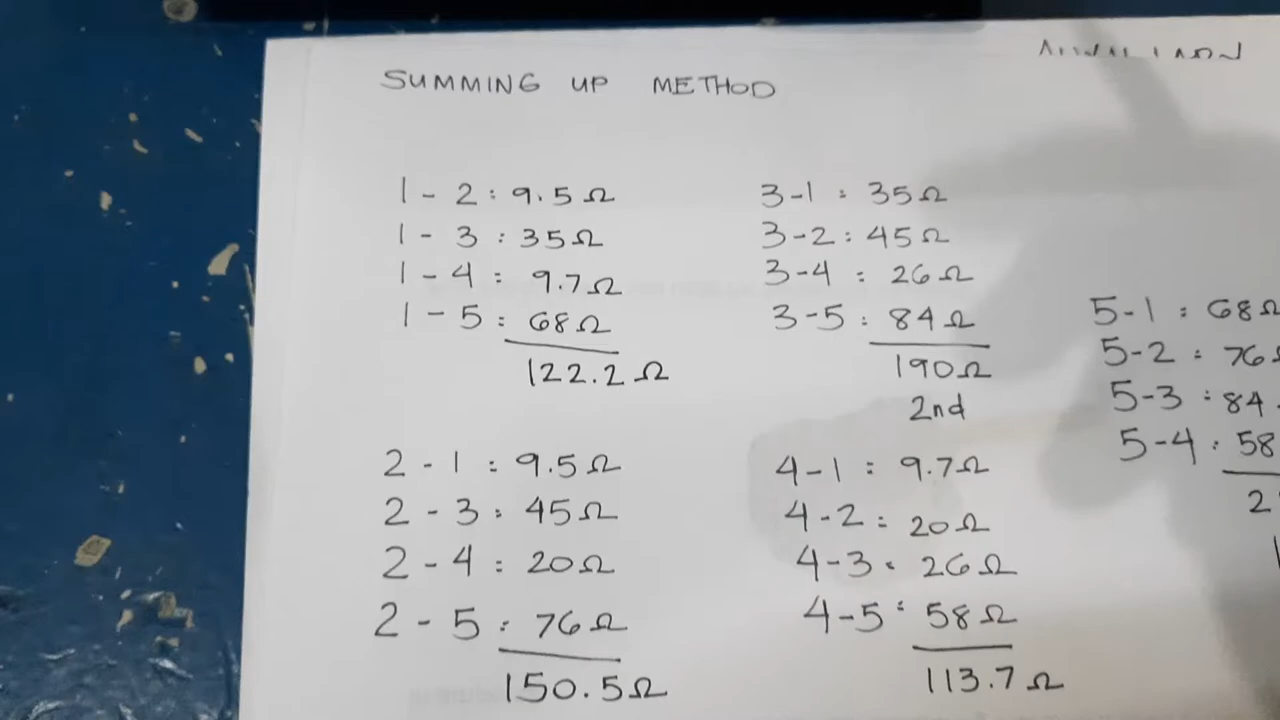 SUMMING UP METHOD
1 - 2 : 9.5Ω
1 - 3 : 35Ω
1 - 4 : 9.7Ω
1 - 5 : 68Ω
122.2Ω
2 - 1 : 9.5Ω
2 - 3 : 45Ω
2 - 4 : 20Ω
2 - 5 : 76Ω
150.5Ω
3-1 : 35Ω
3-2 : 45Ω
3-4 : 26Ω
3-5 : 84Ω
190Ω
2nd
4-1 : 9.7Ω
4-2 : 20Ω
4-3 : 26Ω
4-5 : 58Ω
113.7Ω
5-1 : 68Ω
5-2 : 76
5-3 : 84
5-4 : 58
2